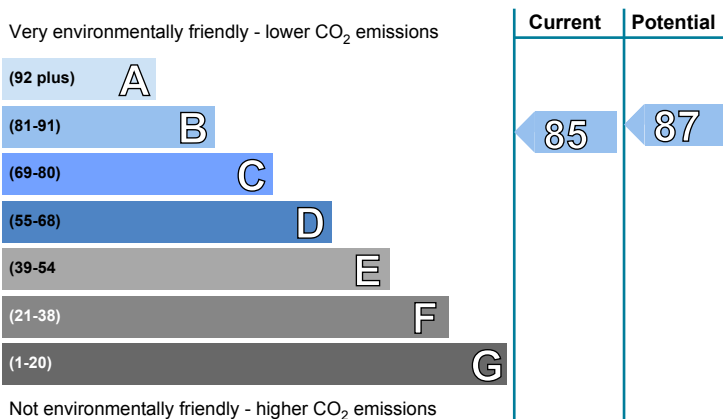 Very environmentally friendly - lower CO2 emissions
Current
Potential
(92 plus) A
(81-91) B
85
87
(69-80) C
(55-68) D
(39-54 E
(21-38) F
(1-20) G
Not environmentally friendly - higher CO2 emissions